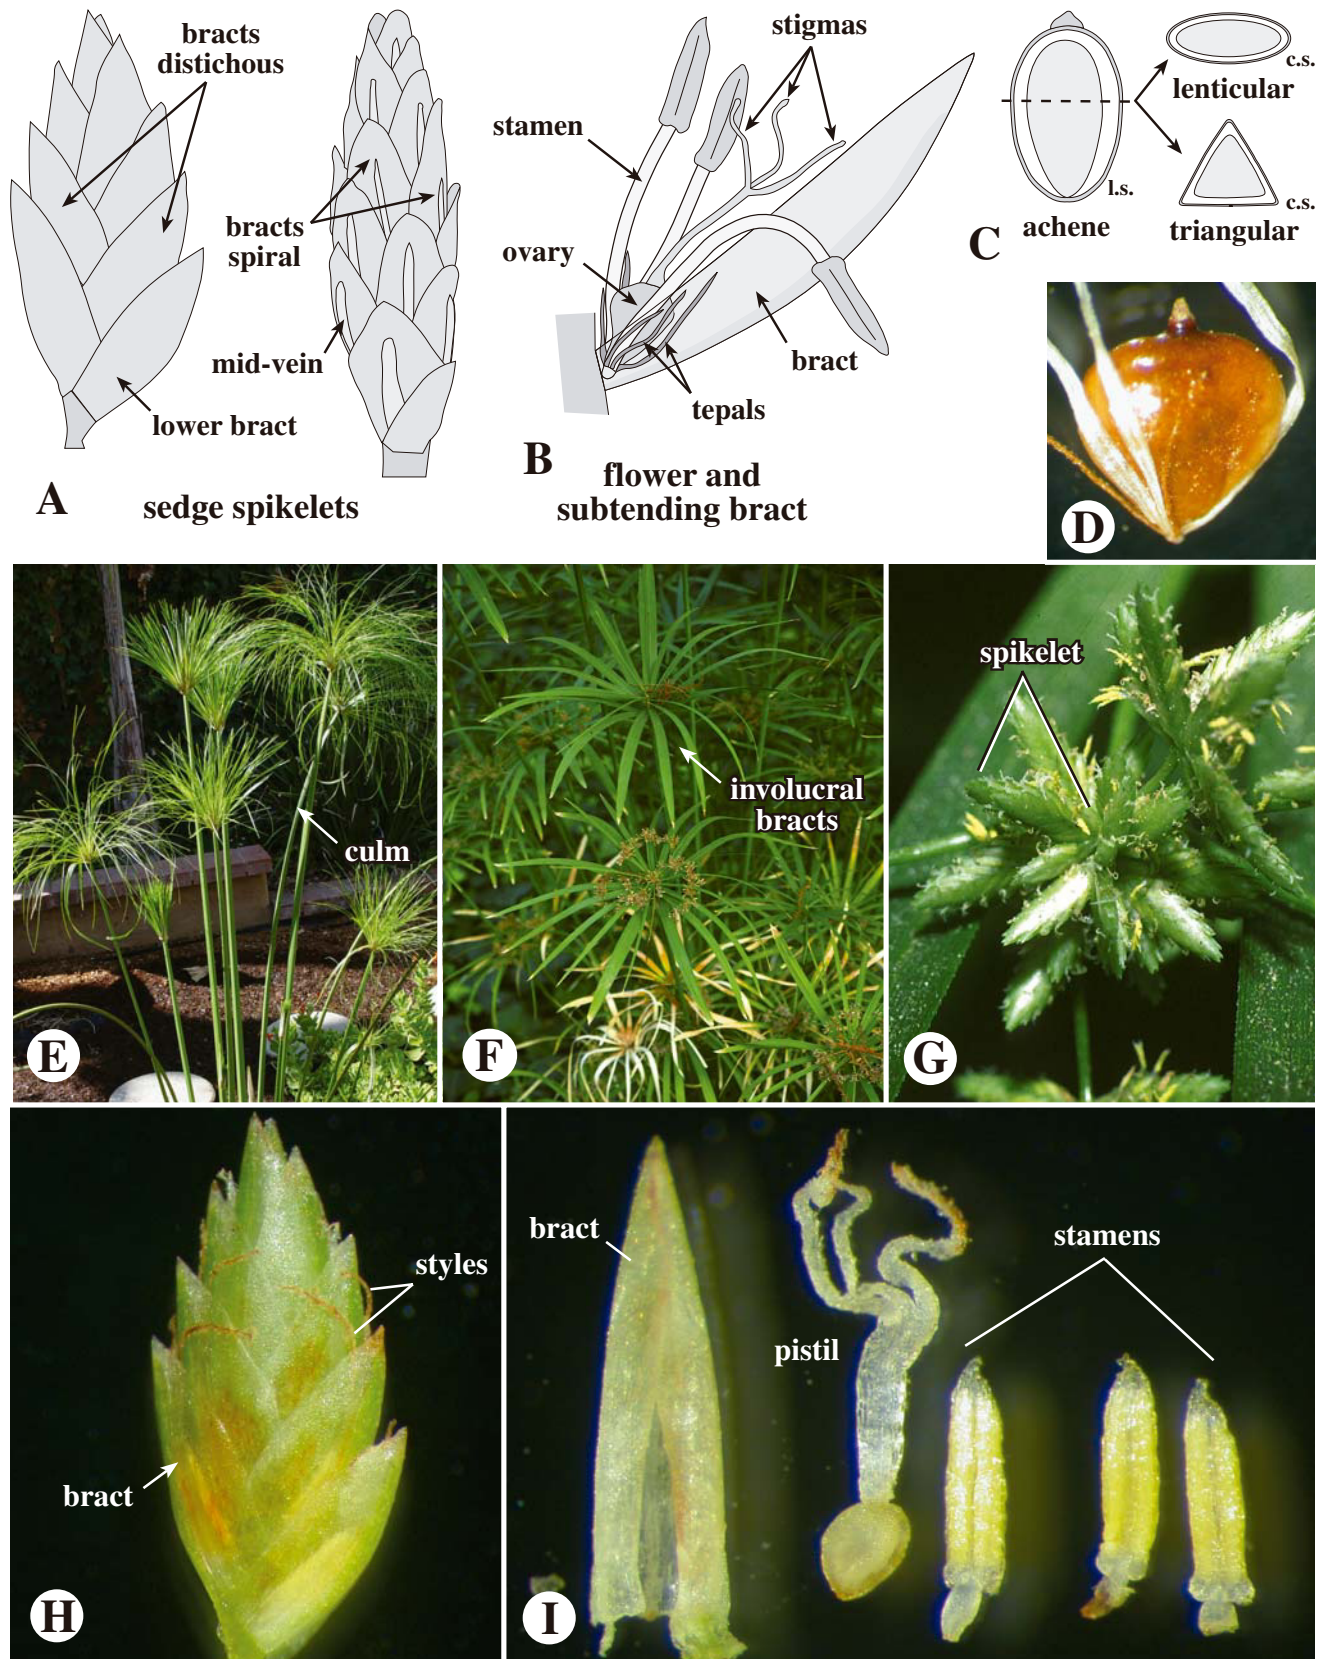 bracts
distichous
bracts
spiral
mid-vein
lower bract
A
sedge spikelets
stigmas
stamen
ovary
bract
tepals
B
flower and
subtending bract
c.s.
lenticular
l.s.
c.s.
C
achene
triangular
D
culm
E
involucral
bracts
F
spikelet
G
styles
bract
H
bract
pistil
stamens
I